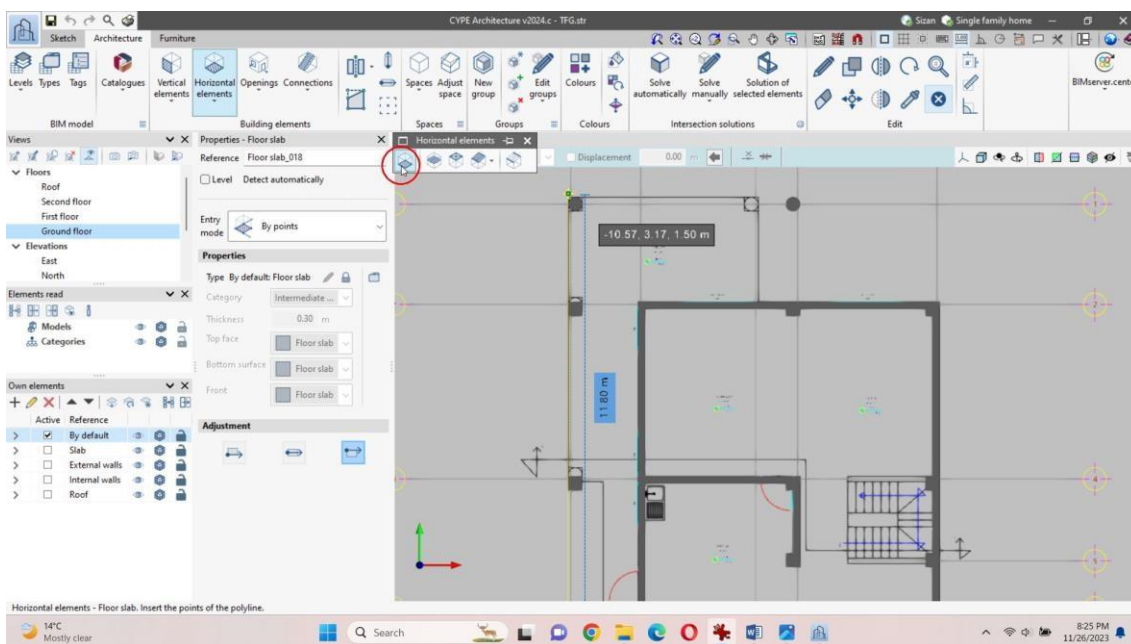 CYPE Architecture v2024.c - TFG.str
Sizan
Single family home
Sketch
Architecture
Furniture
Levels
Types
Tags
Catalogues
Vertical elements
Horizontal elements
Openings
Connections
Spaces
Adjust space
New group
Edit groups
Colours
Solve automatically
Solve manually
Solution of selected elements
BIMserver.cent
BIM model
Building elements
Spaces
Groups
Colours
Intersection solutions
Edit
Views
Properties - Floor slab
Horizontal elements
Reference Floor slab_018
Displacement 0.00 m
Floors
Roof
Second floor
First floor
Ground floor
Elevations
East
North
Level Detect automatically
Entry mode By points
Properties
Type By default: Floor slab
Category Intermediate ...
Thickness 0.30 m
Top face Floor slab
Bottom surface Floor slab
Front Floor slab
Adjustment
Elements read
Models
Categories
Own elements
Active Reference
By default
Slab
External walls
Internal walls
Roof
-10.57, 3.17, 1.50 m
11.80 m
1
2
4
5
Horizontal elements - Floor slab. Insert the points of the polyline.
14°C
Mostly clear
Search
8:25 PM
11/26/2023